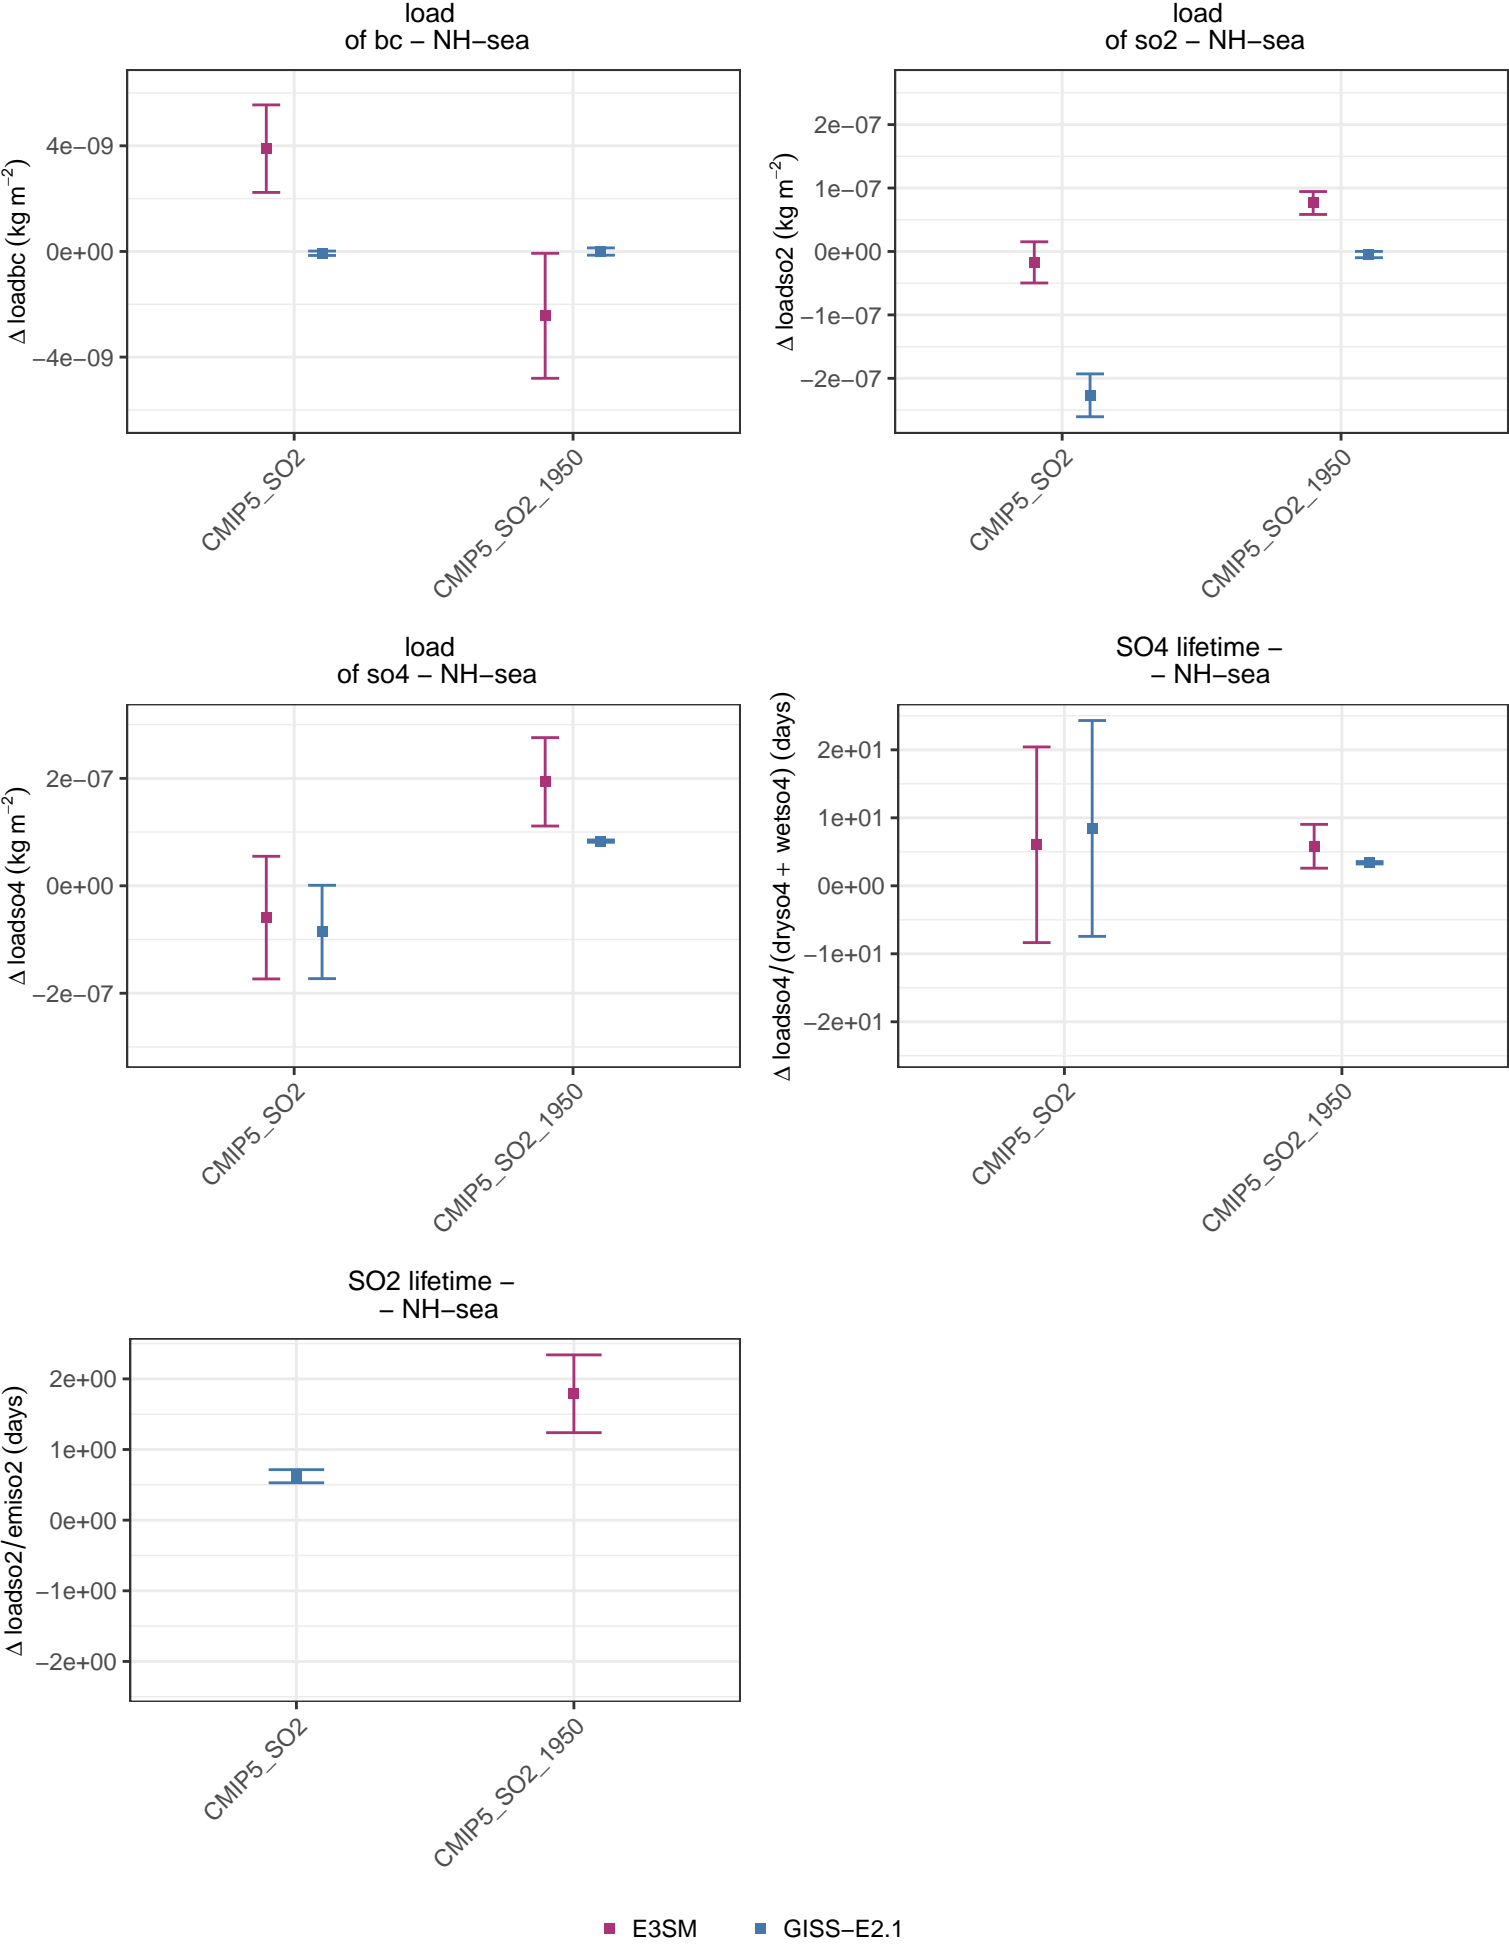 load
of bc − NH−sea
Δ loadbc (kg m−2)
4e−09
0e+00
−4e−09
CMIP5_SO2
CMIP5_SO2_1950
load
of so2 − NH−sea
Δ loadso2 (kg m−2)
2e−07
1e−07
0e+00
−1e−07
−2e−07
CMIP5_SO2
CMIP5_SO2_1950
load
of so4 − NH−sea
Δ loadso4 (kg m−2)
2e−07
0e+00
−2e−07
CMIP5_SO2
CMIP5_SO2_1950
SO4 lifetime −
− NH−sea
Δ loadso4/(dryso4 + wetso4) (days)
2e+01
1e+01
0e+00
−1e+01
−2e+01
CMIP5_SO2
CMIP5_SO2_1950
SO2 lifetime −
− NH−sea
Δ loadso2/emiso2 (days)
2e+00
1e+00
0e+00
−1e+00
−2e+00
CMIP5_SO2
CMIP5_SO2_1950
E3SM
GISS−E2.1